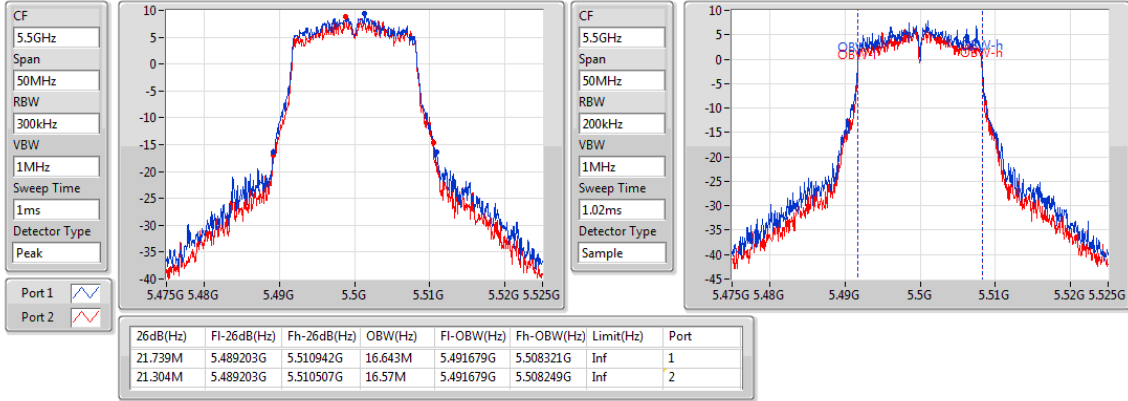 CF
5.5GHz
Span
50MHz
RBW
300kHz
VBW
1MHz
Sweep Time
1ms
Detector Type
Peak
Port 1
Port 2
10
5
0
-5
-10
-15
-20
-25
-30
-35
-40
5.475G 5.48G 5.49G 5.5G 5.51G 5.52G 5.525G
CF
5.5GHz
Span
50MHz
RBW
200kHz
VBW
1MHz
Sweep Time
1.02ms
Detector Type
Sample
10
5
0
-5
-10
-15
-20
-25
-30
-35
-40
-45
5.475G 5.48G 5.49G 5.5G 5.51G 5.52G 5.525G
26dB(Hz) Fl-26dB(Hz) Fh-26dB(Hz) OBW(Hz) Fl-OBW(Hz) Fh-OBW(Hz) Limit(Hz) Port
21.739M 5.489203G 5.510942G 16.643M 5.491679G 5.508321G Inf 1
21.304M 5.489203G 5.510507G 16.57M 5.491679G 5.508249G Inf 2